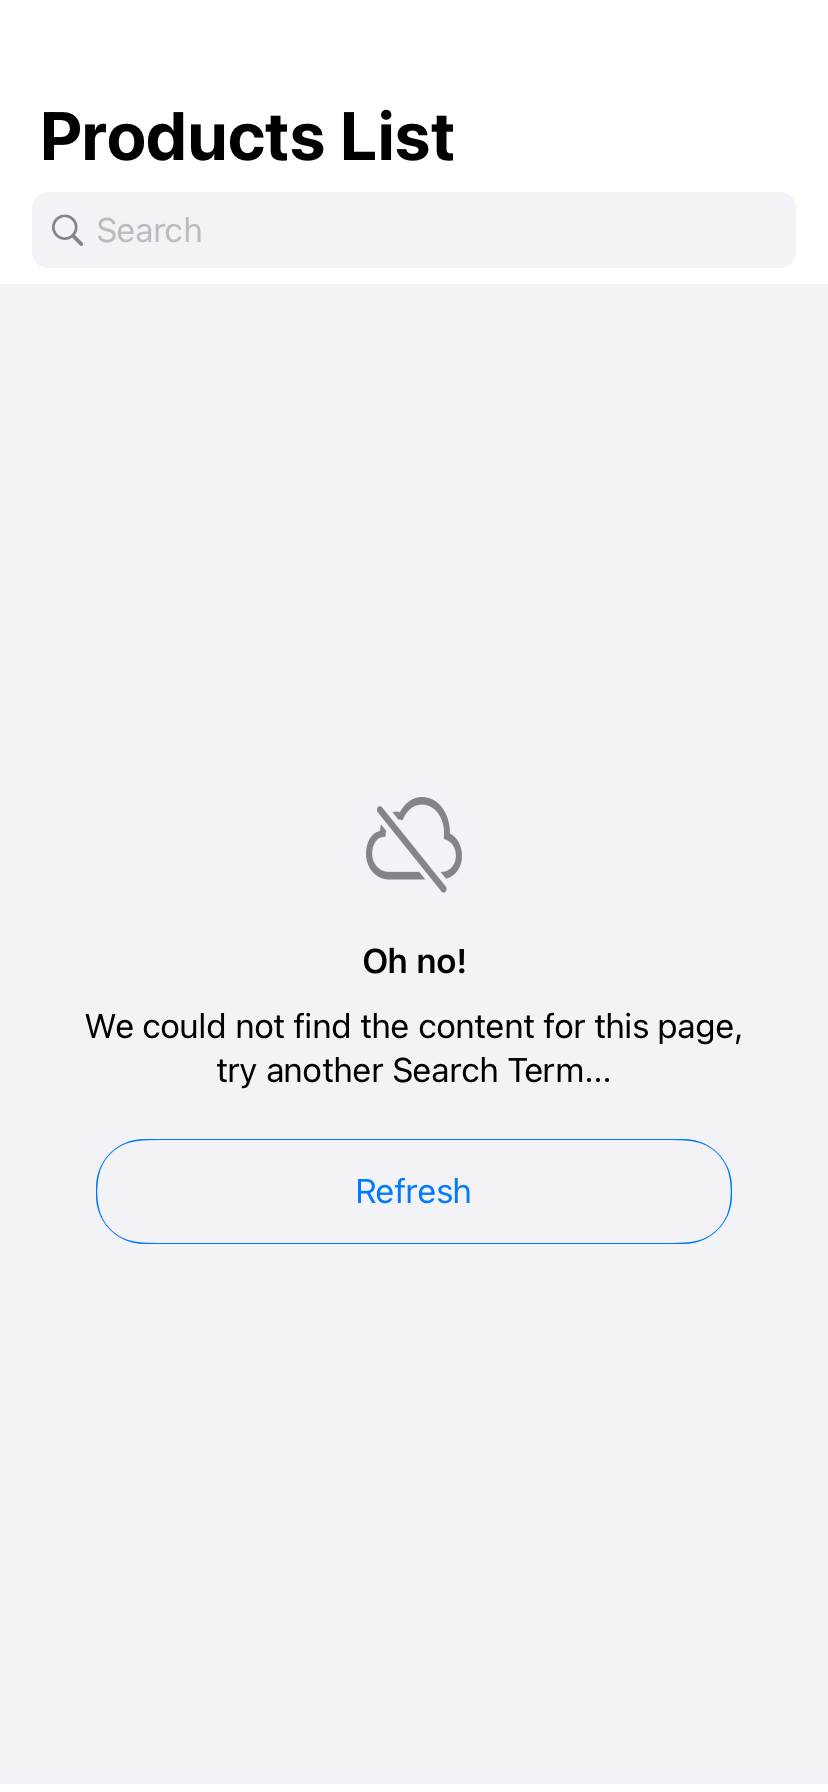 Products List
Search
Oh no!
We could not find the content for this page,
try another Search Term...
Refresh